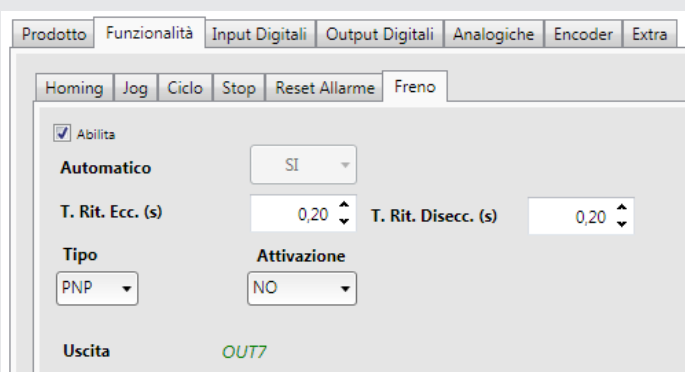 Prodotto Funzionalità Input Digitali Output Digitali Analogiche Encoder Extra
Homing Jog Ciclo Stop Reset Allarme Freno
Abilita
Automatico SI
T. Rit. Ecc. (s) 0,20 T. Rit. Disecc. (s) 0,20
Tipo Attivazione
PNP NO
Uscita OUT7